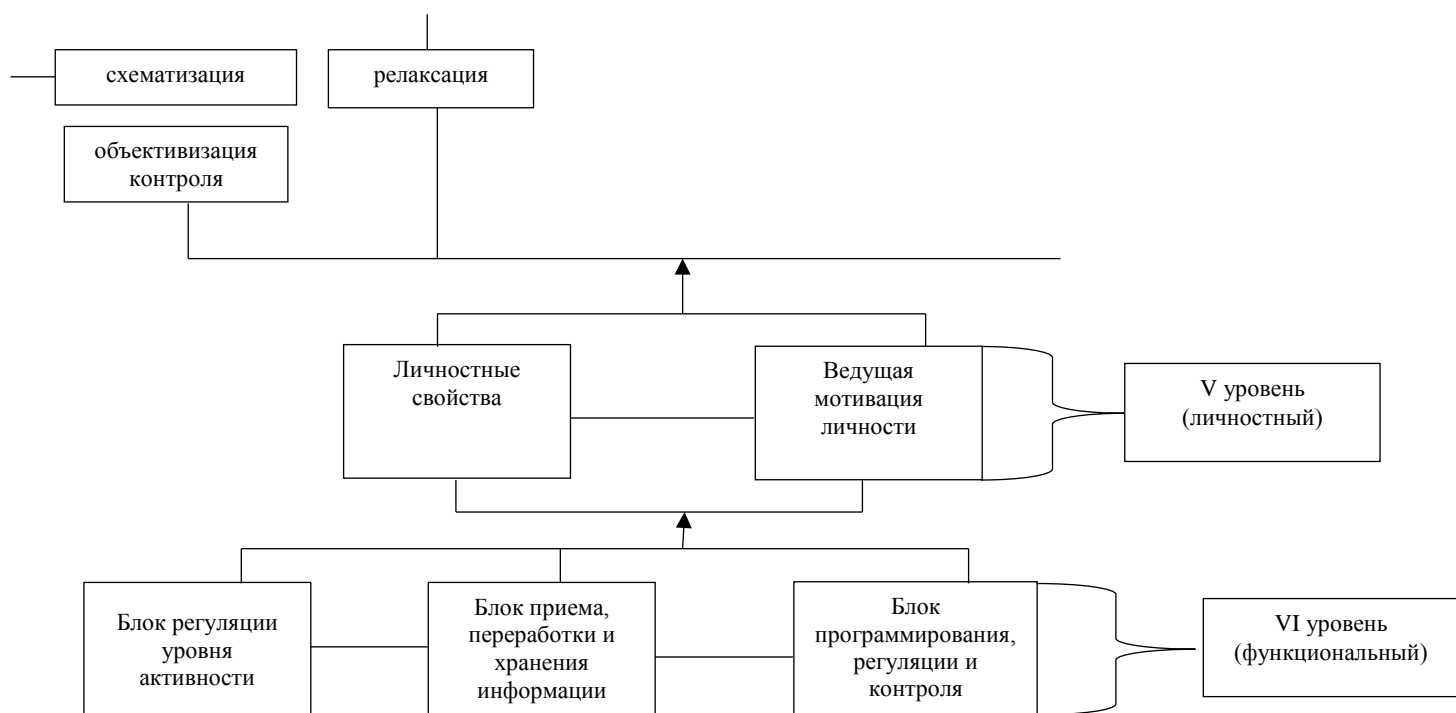 схематизация
релаксация
объективизация
контроля
Личностные
свойства
Ведущая
мотивация
личности
V уровень
(личностный)
Блок регуляции
уровня
активности
Блок приема,
переработки и
хранения
информации
Блок
программирования,
регуляции и
контроля
VI уровень
(функциональный)